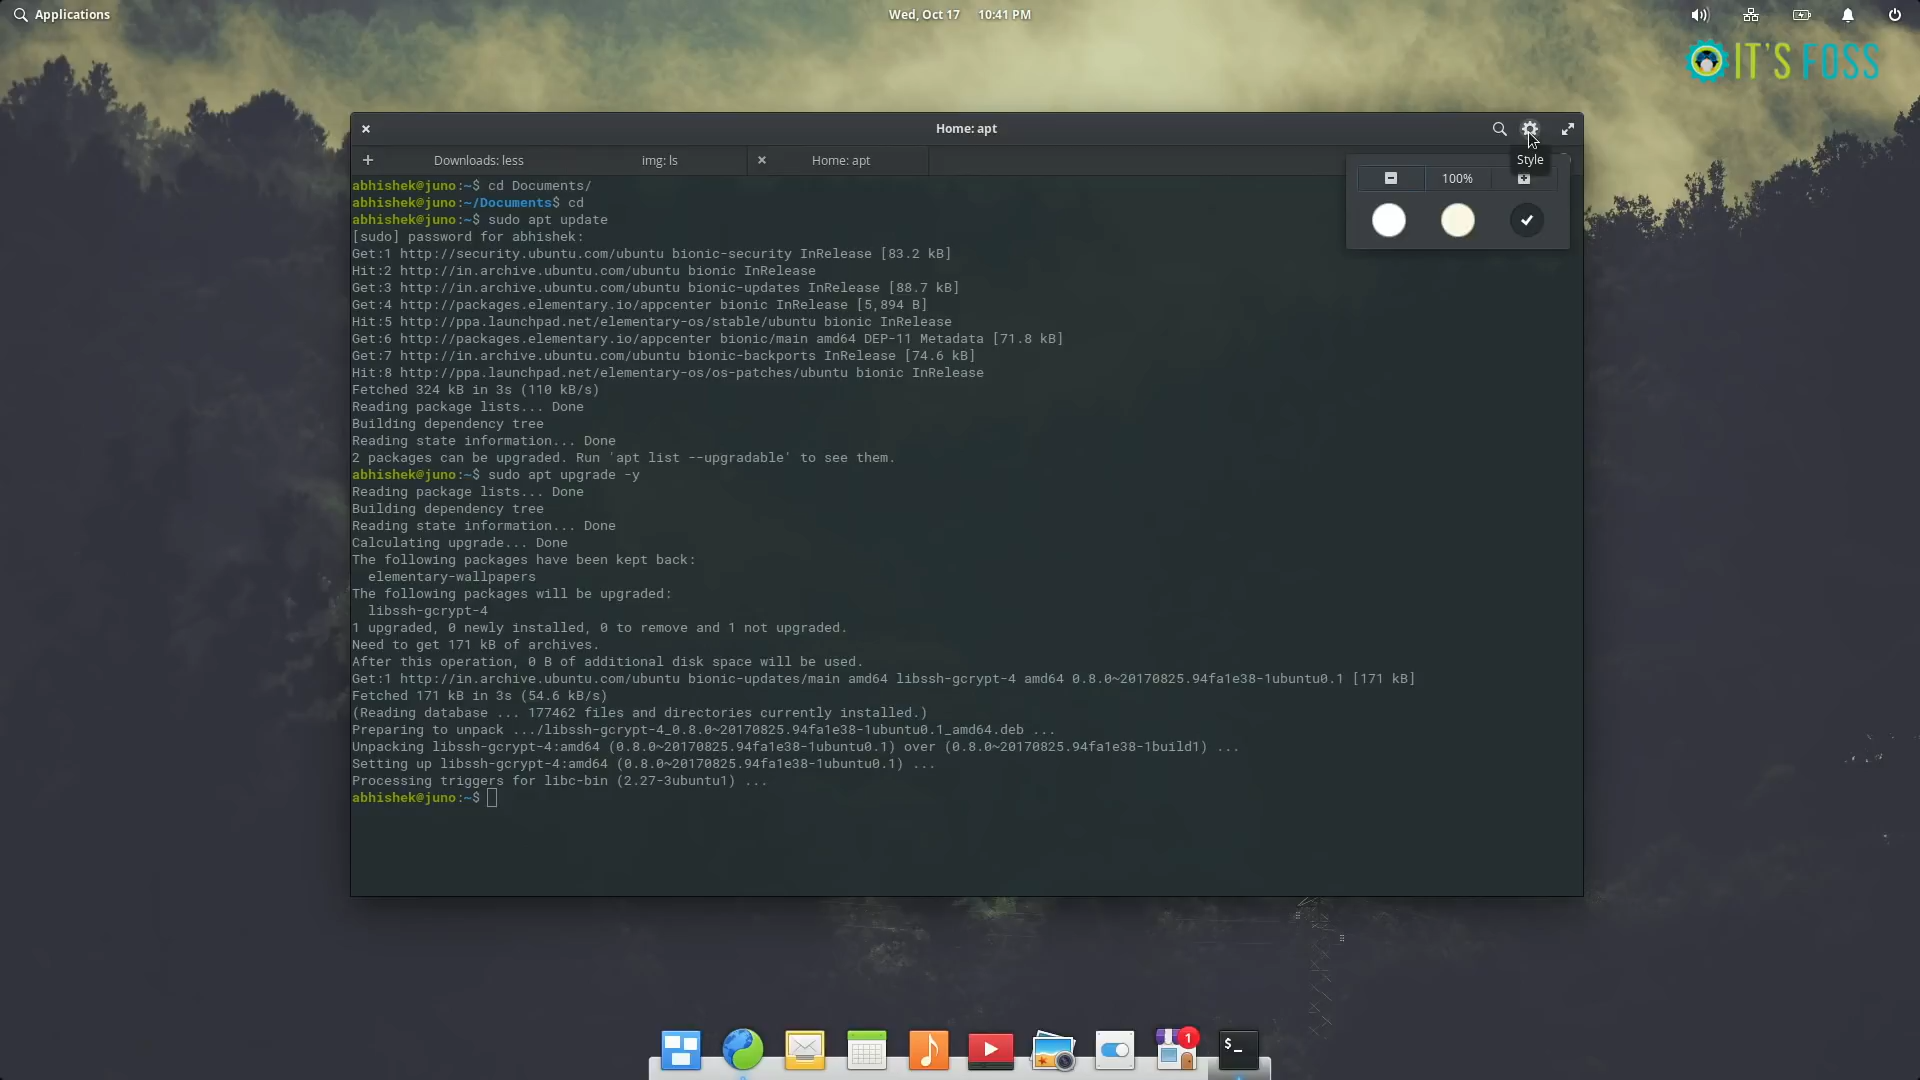 Applications
Wed, Oct 17 10:41 PM
IT'S FOSS
Home: apt
Downloads: less
img: ls
Home: apt
Style
100%
abhishek@juno:~$ cd Documents/
abhishek@juno:~/Documents$ cd
abhishek@juno:~$ sudo apt update
[sudo] password for abhishek:
Get:1 http://security.ubuntu.com/ubuntu bionic-security InRelease [83.2 kB]
Hit:2 http://in.archive.ubuntu.com/ubuntu bionic InRelease
Get:3 http://in.archive.ubuntu.com/ubuntu bionic-updates InRelease [88.7 kB]
Get:4 http://packages.elementary.io/appcenter bionic InRelease [5,894 B]
Hit:5 http://ppa.launchpad.net/elementary-os/stable/ubuntu bionic InRelease
Get:6 http://packages.elementary.io/appcenter bionic/main amd64 DEP-11 Metadata [71.8 kB]
Get:7 http://in.archive.ubuntu.com/ubuntu bionic-backports InRelease [74.6 kB]
Hit:8 http://ppa.launchpad.net/elementary-os/os-patches/ubuntu bionic InRelease
Fetched 324 kB in 3s (110 kB/s)
Reading package lists... Done
Building dependency tree
Reading state information... Done
2 packages can be upgraded. Run 'apt list --upgradable' to see them.
abhishek@juno:~$ sudo apt upgrade -y
Reading package lists... Done
Building dependency tree
Reading state information... Done
Calculating upgrade... Done
The following packages have been kept back:
  elementary-wallpapers
The following packages will be upgraded:
  libssh-gcrypt-4
1 upgraded, 0 newly installed, 0 to remove and 1 not upgraded.
Need to get 171 kB of archives.
After this operation, 0 B of additional disk space will be used.
Get:1 http://in.archive.ubuntu.com/ubuntu bionic-updates/main amd64 libssh-gcrypt-4 amd64 0.8.0~20170825.94fa1e38-1ubuntu0.1 [171 kB]
Fetched 171 kB in 3s (54.6 kB/s)
(Reading database ... 177462 files and directories currently installed.)
Preparing to unpack .../libssh-gcrypt-4_0.8.0~20170825.94fa1e38-1ubuntu0.1_amd64.deb ...
Unpacking libssh-gcrypt-4:amd64 (0.8.0~20170825.94fa1e38-1ubuntu0.1) over (0.8.0~20170825.94fa1e38-1build1) ...
Setting up libssh-gcrypt-4:amd64 (0.8.0~20170825.94fa1e38-1ubuntu0.1) ...
Processing triggers for libc-bin (2.27-3ubuntu1) ...
abhishek@juno:~$
1
$ _